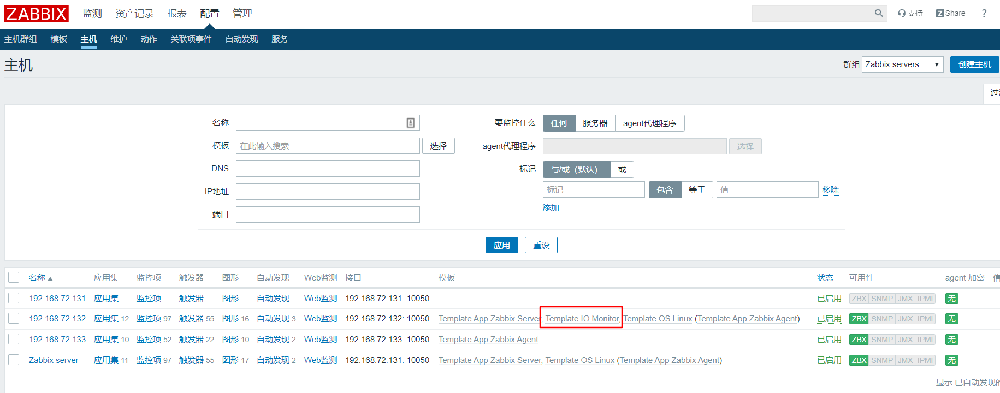 ZABBIX 监测 资产记录 报表 配置 管理 支持 Share ?
主机群组 模板 主机 维护 动作 关联项事件 自动发现 服务
主机 群组 Zabbix servers 创建主机
名称 要监控什么 任何 服务器 agent代理程序
模板 在此输入搜索 选择 agent代理程序 选择
DNS 标记 与/或（默认） 或
标记 包含 等于 值 移除
IP地址
添加
端口
应用 重设
名称 应用集 监控项 触发器 图形 自动发现 Web监测 接口 模板 状态 可用性 agent 加密 信
192.168.72.131 应用集 监控项 触发器 图形 自动发现 Web监测 192.168.72.131: 10050 已启用 ZBX SNMP JMX IPMI 无
192.168.72.132 应用集 12 监控项 97 触发器 55 图形 16 自动发现 3 Web监测 192.168.72.132: 10050 Template App Zabbix Server, Template IO Monitor, Template OS Linux (Template App Zabbix Agent) 已启用 ZBX SNMP JMX IPMI 无
192.168.72.133 应用集 10 监控项 52 触发器 22 图形 10 自动发现 2 Web监测 192.168.72.133: 10050 Template App Zabbix Agent 已启用 ZBX SNMP JMX IPMI 无
Zabbix server 应用集 11 监控项 97 触发器 55 图形 17 自动发现 2 Web监测 192.168.72.131: 10050 Template App Zabbix Server, Template OS Linux (Template App Zabbix Agent) 已启用 ZBX SNMP JMX IPMI 无
显示 已自动发现的